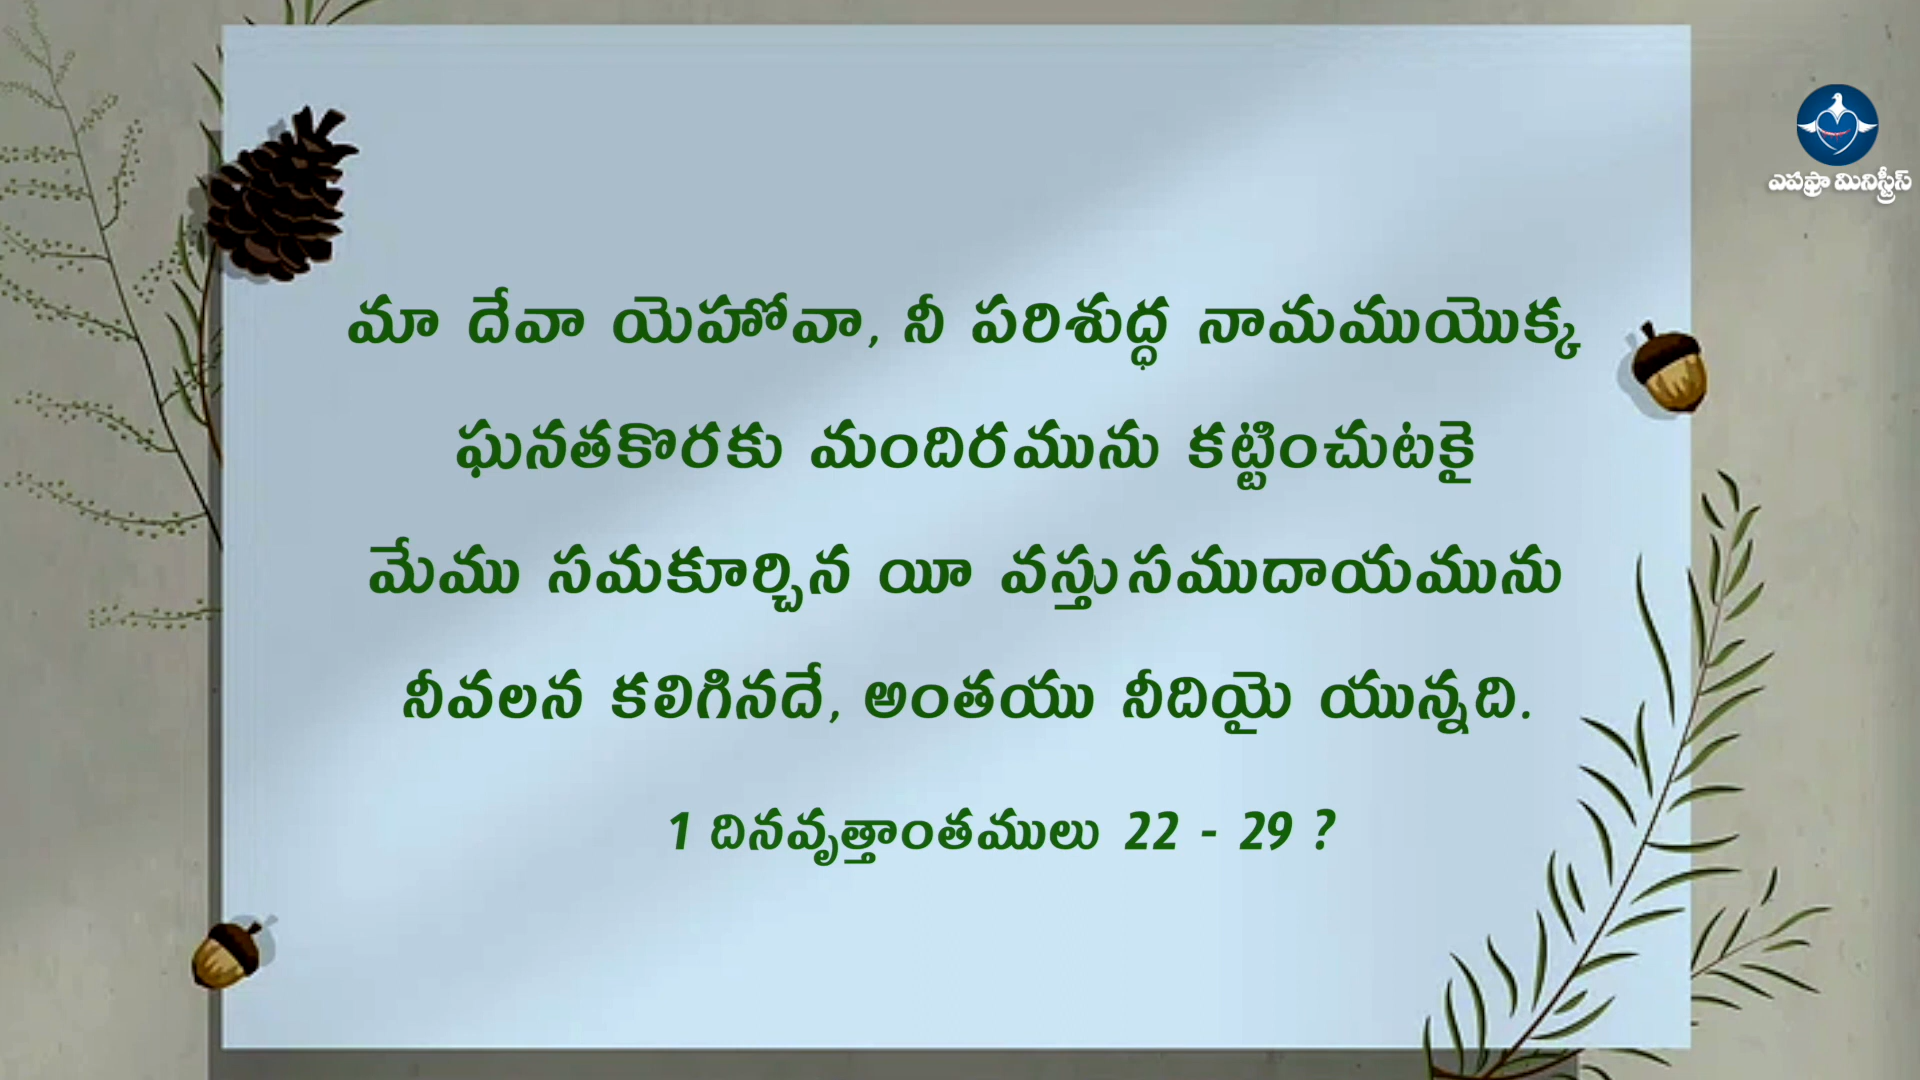 ఎపఫ్రా మినిస్ట్రీస్
మా దేవా యెహోవా, నీ పరిశుద్ధ నామముయొక్క
ఘనతకొరకు మందిరమును కట్టించుటకై
మేము సమకూర్చిన యీ వస్తుసముదాయమును
నీవలన కలిగినదే, అంతయు నీదియై యున్నది.
1 దినవృత్తాంతములు 22 - 29 ?